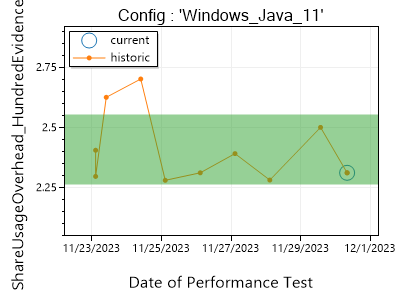 Config : 'Windows_Java_11'
current
historic
ShareUsageOverhead_HundredEvidence
2.75
2.5
2.25
11/23/2023
11/25/2023
11/27/2023
11/29/2023
12/1/2023
Date of Performance Test